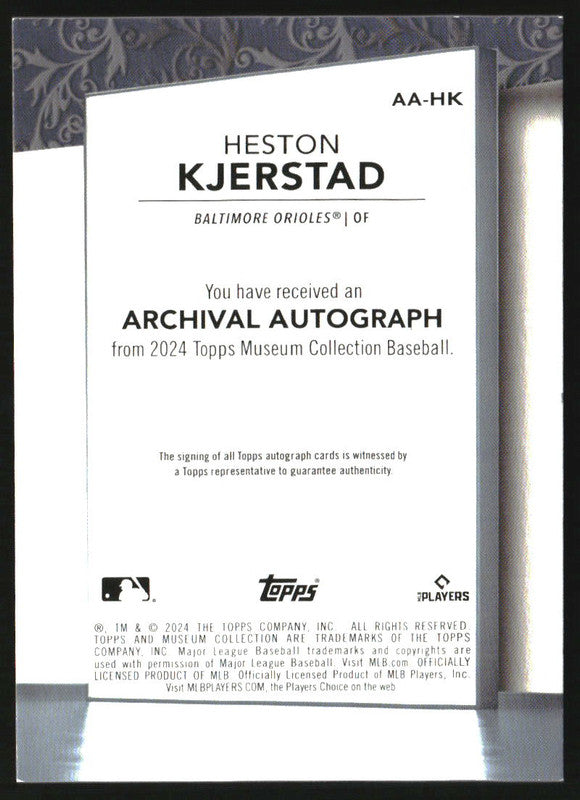 AA-HK
HESTON
KJERSTAD
BALTIMORE ORIOLES® | OF
You have received an
ARCHIVAL AUTOGRAPH
from 2024 Topps Museum Collection Baseball.
The signing of all Topps autograph cards is witnessed by
a Topps representative to guarantee authenticity.
Topps®
MLB PLAYERS
®, TM & © 2024 THE TOPPS COMPANY, INC. ALL RIGHTS RESERVED.
TOPPS AND MUSEUM COLLECTION ARE TRADEMARKS OF THE TOPPS
COMPANY, INC. Major League Baseball trademarks and copyrights are
used with permission of Major League Baseball. Visit MLB.com. OFFICIALLY
LICENSED PRODUCT OF MLB Officially Licensed Product of MLB Players, Inc.
Visit MLBPLAYERS.COM, the Players Choice on the web